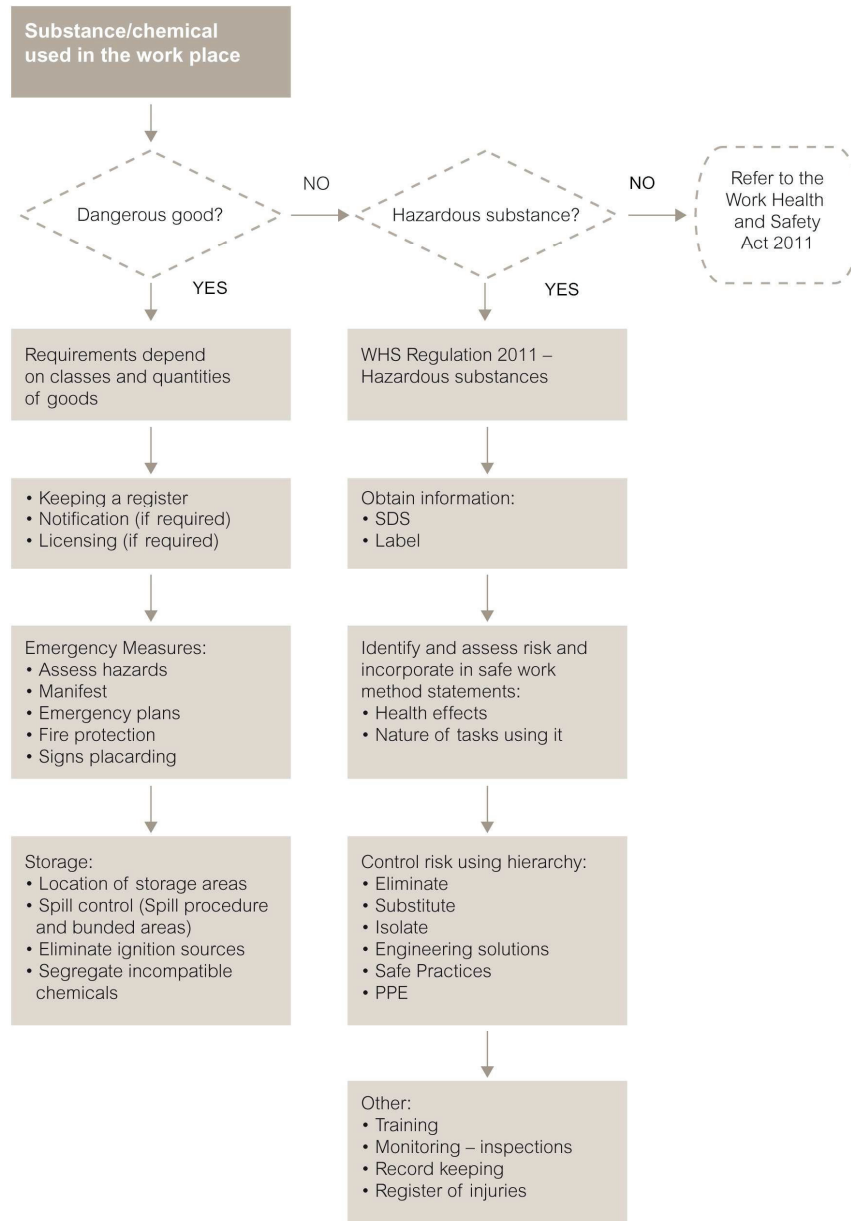 Substance/chemical
used in the work place
Dangerous good?
NO
Hazardous substance?
NO
Refer to the
Work Health
and Safety
Act 2011
YES
YES
Requirements depend
on classes and quantities
of goods
WHS Regulation 2011 –
Hazardous substances
• Keeping a register
• Notification (if required)
• Licensing (if required)
Obtain information:
• SDS
• Label
Emergency Measures:
• Assess hazards
• Manifest
• Emergency plans
• Fire protection
• Signs placarding
Identify and assess risk and
incorporate in safe work
method statements:
• Health effects
• Nature of tasks using it
Storage:
• Location of storage areas
• Spill control (Spill procedure
and bunded areas)
• Eliminate ignition sources
• Segregate incompatible
chemicals
Control risk using hierarchy:
• Eliminate
• Substitute
• Isolate
• Engineering solutions
• Safe Practices
• PPE
Other:
• Training
• Monitoring – inspections
• Record keeping
• Register of injuries